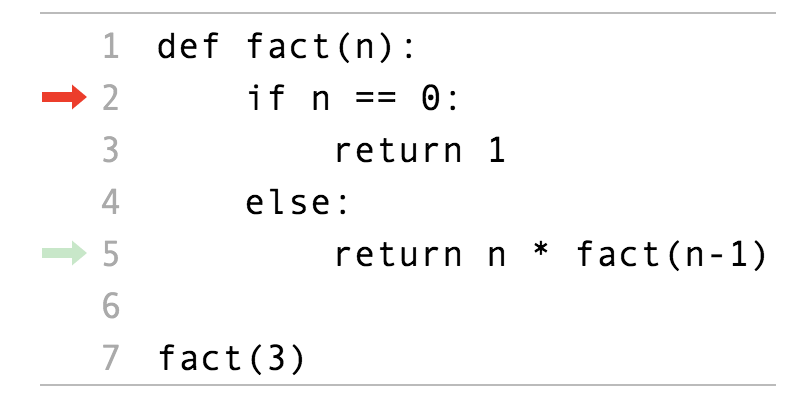 1 def fact(n):
2     if n == 0:
3         return 1
4     else:
5         return n * fact(n-1)
6
7 fact(3)